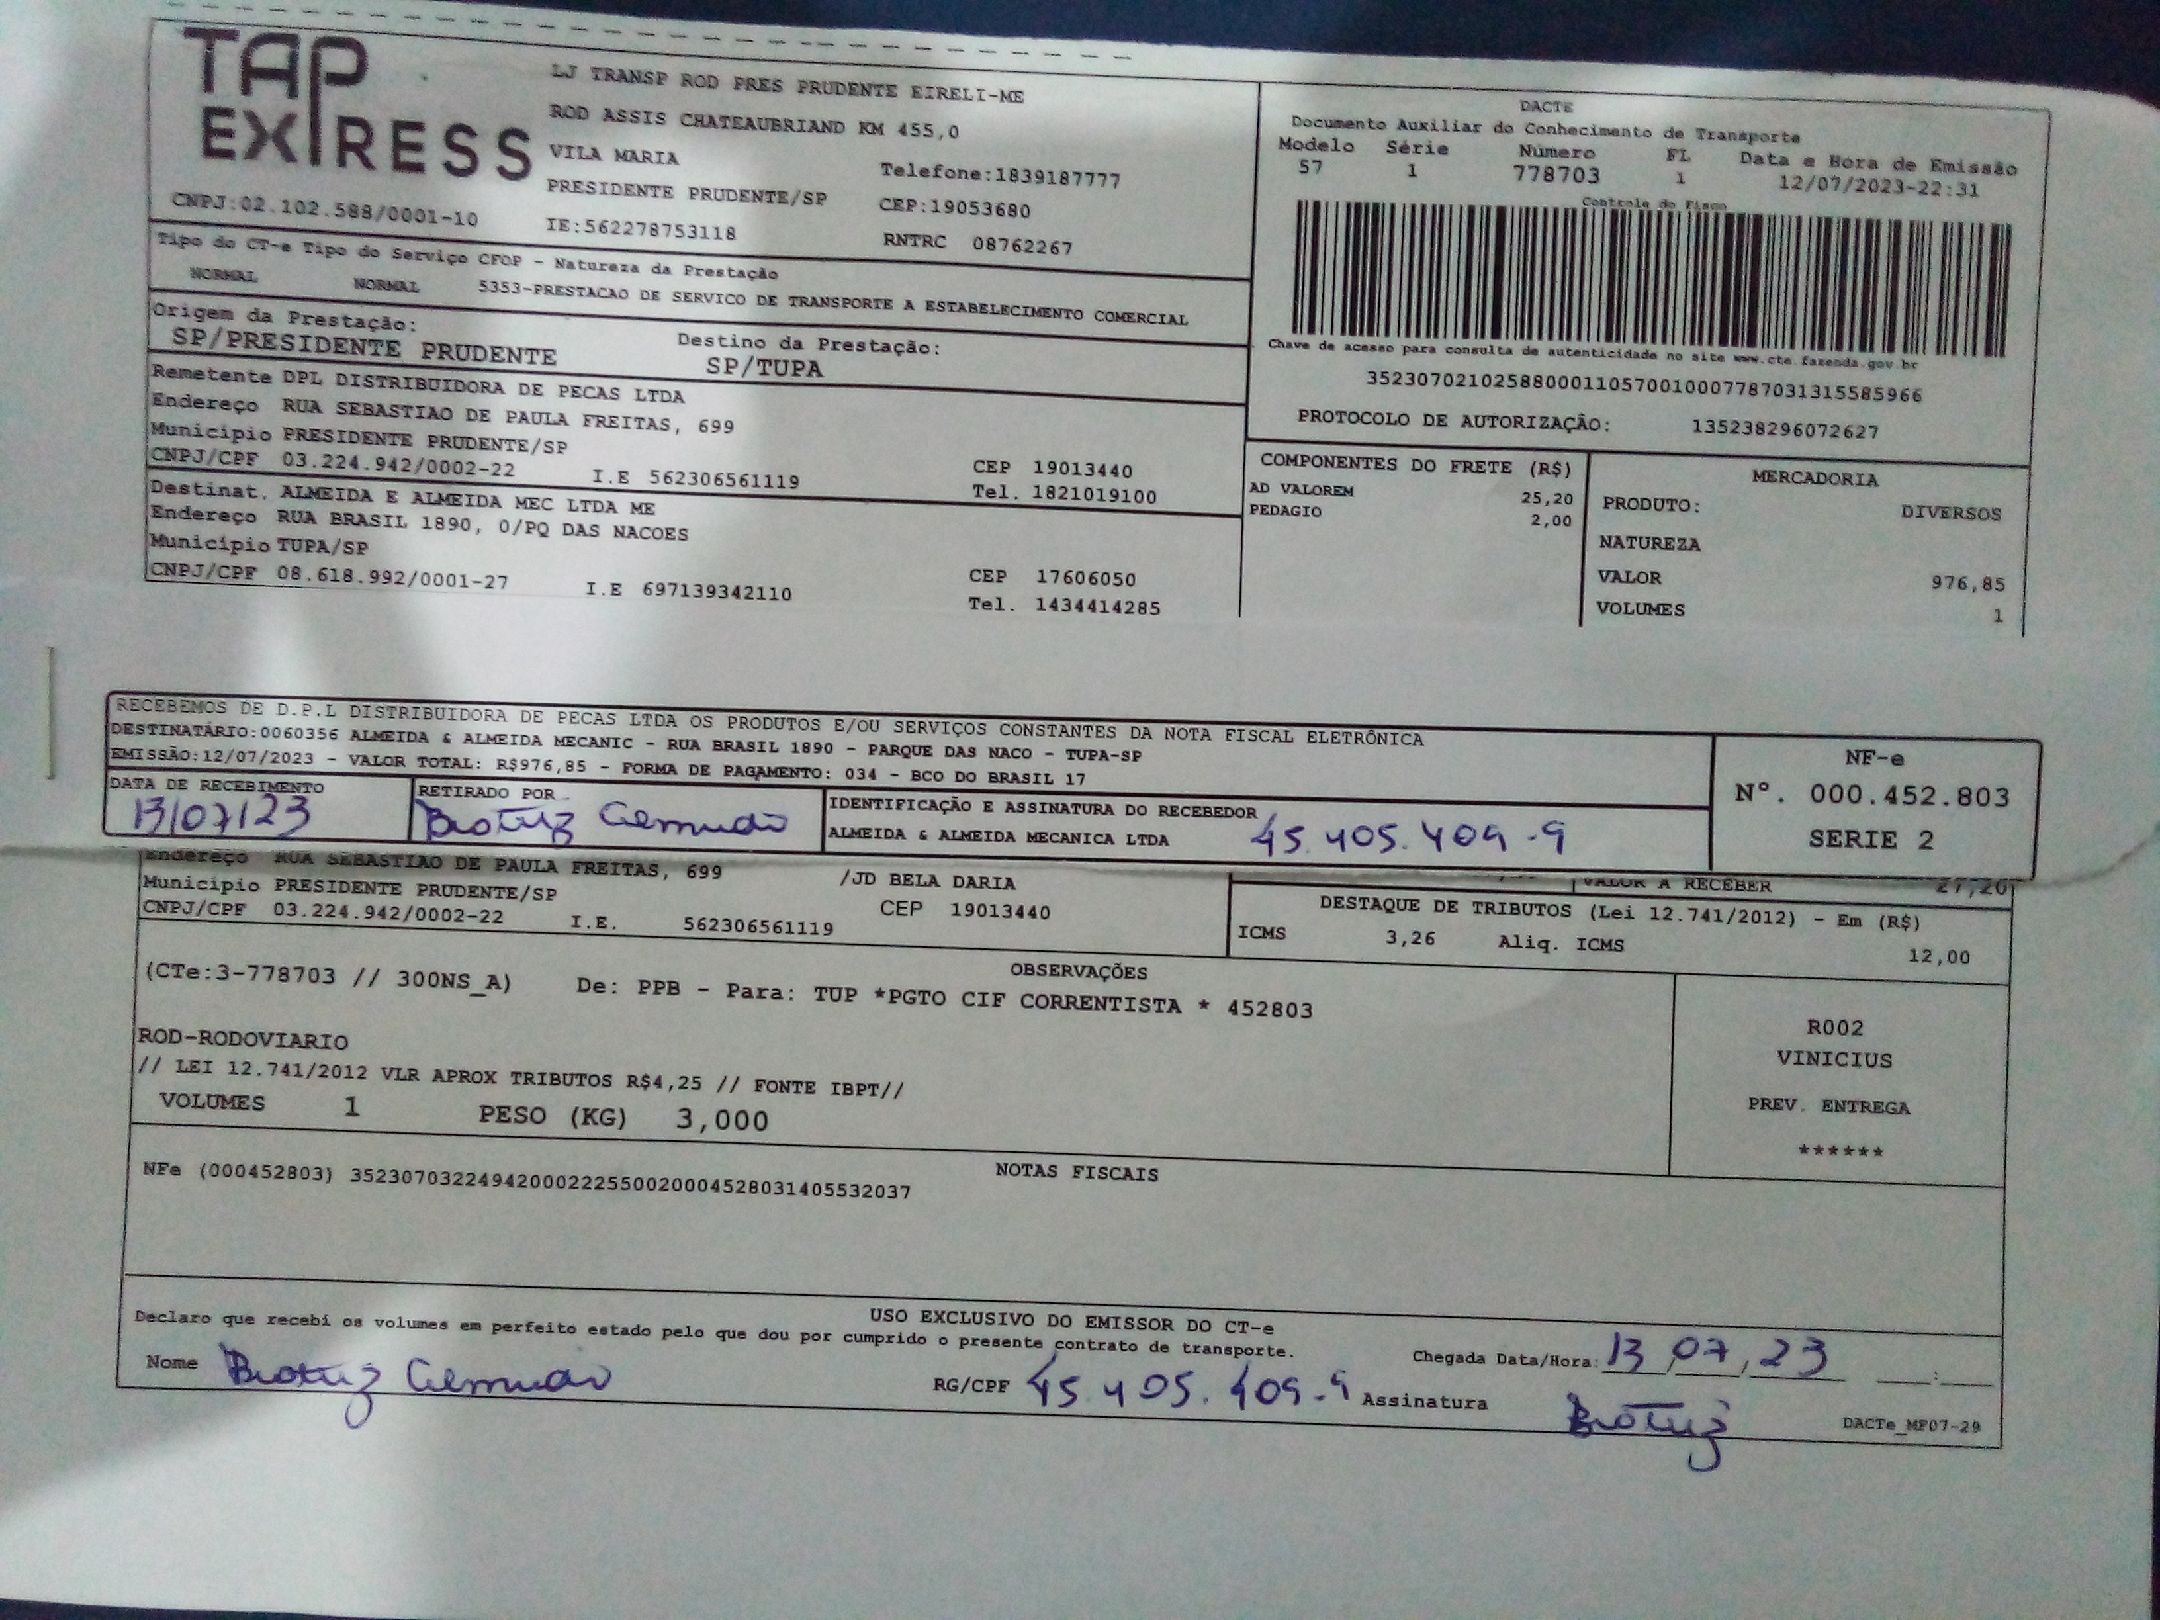 TAP EXPRESS
LJ TRANSP ROD PRES PRUDENTE EIRELI-ME
ROD ASSIS CHATEAUBRIAND KM 455,0
VILA MARIA
Telefone:1839187777
PRESIDENTE PRUDENTE/SP CEP:19053680
CNPJ:02.102.588/0001-10 IE:562278753118 RNTRC 08762267
DACTE
Documento Auxiliar do Conhecimento de Transporte
Modelo Série Número FL Data e Hora de Emissão
57 1 778703 1 12/07/2023-22:31
Controle do Fisco
Chave de acesso para consulta de autenticidade no site www.cte.fazenda.gov.br
35230702102588000110570010007787031315585966
PROTOCOLO DE AUTORIZAÇÃO: 135238296072627
Tipo do CT-e Tipo do Serviço CFOP - Natureza da Prestação
NORMAL NORMAL 5353-PRESTACAO DE SERVICO DE TRANSPORTE A ESTABELECIMENTO COMERCIAL
Origem da Prestação: Destino da Prestação:
SP/PRESIDENTE PRUDENTE SP/TUPA
Remetente DPL DISTRIBUIDORA DE PECAS LTDA
Endereço RUA SEBASTIAO DE PAULA FREITAS, 699
Município PRESIDENTE PRUDENTE/SP CEP 19013440
CNPJ/CPF 03.224.942/0002-22 I.E 562306561119 Tel. 1821019100
Destinat. ALMEIDA E ALMEIDA MEC LTDA ME
Endereço RUA BRASIL 1890, 0/PQ DAS NACOES
Município TUPA/SP CEP 17606050
CNPJ/CPF 08.618.992/0001-27 I.E 697139342110 Tel. 1434414285
COMPONENTES DO FRETE (R$)
AD VALOREM 25,20
PEDAGIO 2,00
MERCADORIA
PRODUTO: DIVERSOS
NATUREZA
VALOR 976,85
VOLUMES 1
RECEBEMOS DE D.P.L DISTRIBUIDORA DE PECAS LTDA OS PRODUTOS E/OU SERVIÇOS CONSTANTES DA NOTA FISCAL ELETRÔNICA
DESTINATÁRIO:0060356 ALMEIDA & ALMEIDA MECANIC - RUA BRASIL 1890 - PARQUE DAS NACO - TUPA-SP
EMISSÃO:12/07/2023 - VALOR TOTAL: R$976,85 - FORMA DE PAGAMENTO: 034 - BCO DO BRASIL 17
DATA DE RECEBIMENTO RETIRADO POR IDENTIFICAÇÃO E ASSINATURA DO RECEBEDOR
13/07/23 ALMEIDA & ALMEIDA MECANICA LTDA 45.405.409-9
NF-e
Nº. 000.452.803
SERIE 2
Endereço RUA SEBASTIAO DE PAULA FREITAS, 699 /JD BELA DARIA
Município PRESIDENTE PRUDENTE/SP CEP 19013440
CNPJ/CPF 03.224.942/0002-22 I.E. 562306561119
VALOR A RECEBER 27,20
DESTAQUE DE TRIBUTOS (Lei 12.741/2012) - Em (R$)
ICMS 3,26 Aliq. ICMS 12,00
OBSERVAÇÕES
(CTe:3-778703 // 300NS_A) De: PPB - Para: TUP *PGTO CIF CORRENTISTA * 452803
ROD-RODOVIARIO
// LEI 12.741/2012 VLR APROX TRIBUTOS R$4,25 // FONTE IBPT//
VOLUMES 1 PESO (KG) 3,000
R002
VINICIUS
PREV. ENTREGA
******
NOTAS FISCAIS
NFe (000452803) 35230703224942000222550020004528031405532037
USO EXCLUSIVO DO EMISSOR DO CT-e
Declaro que recebi os volumes em perfeito estado pelo que dou por cumprido o presente contrato de transporte.
Chegada Data/Hora: 13/07/23 :
Nome RG/CPF 45.405.409-9 Assinatura Beatriz
DACTe_MF07-29